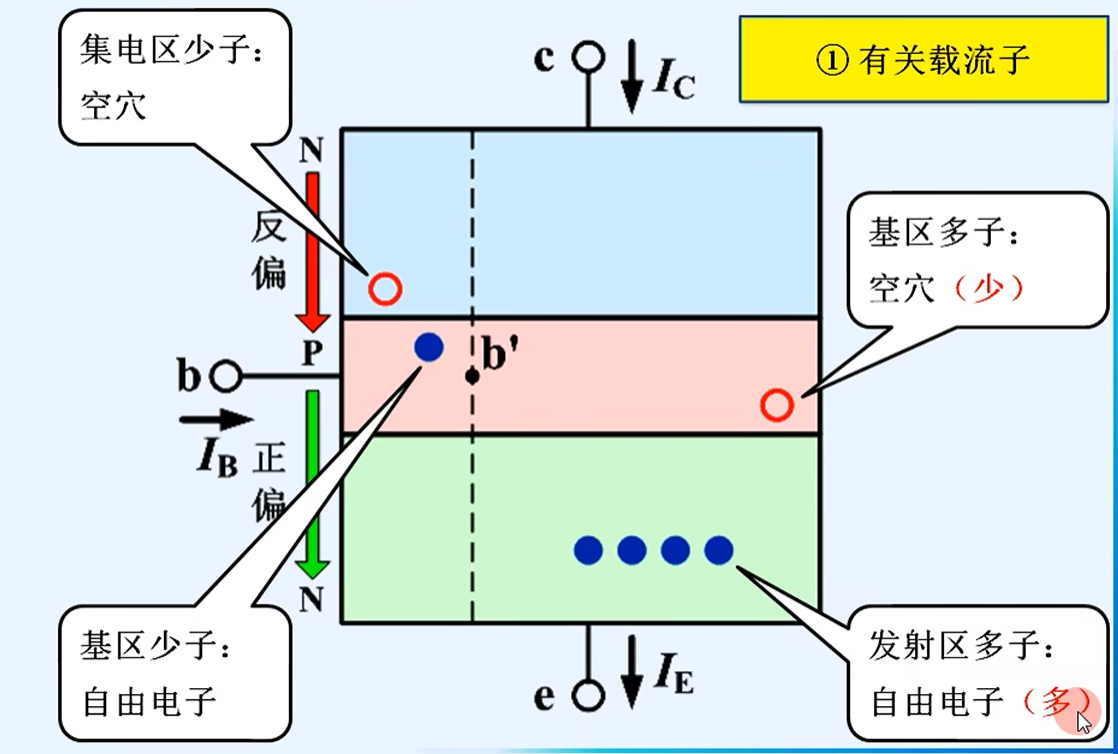 集电区少子：
空穴
c
I_C
① 有关载流子
N
反
偏
P
基区多子：
空穴（少）
b
b'
I_B
正
偏
N
基区少子：
自由电子
e
I_E
发射区多子：
自由电子（多）